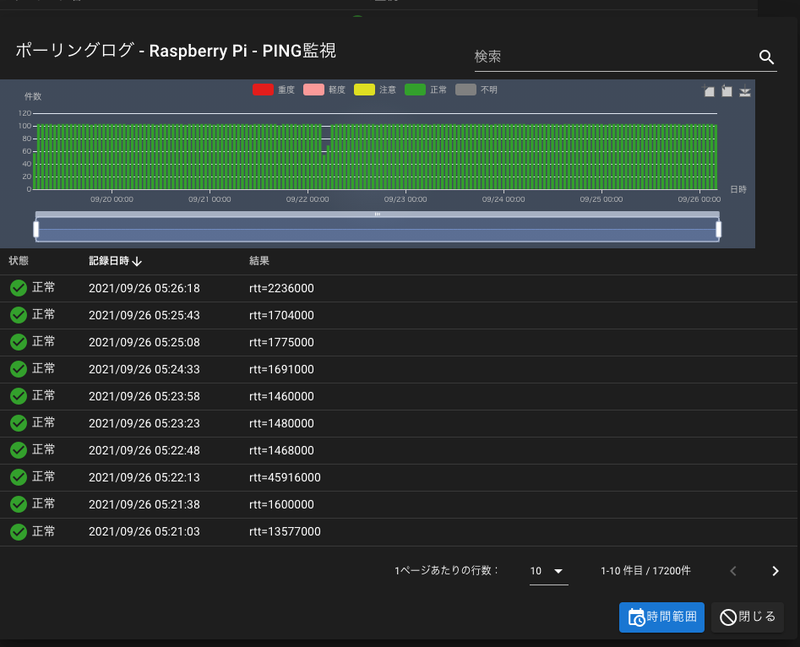 ポーリングログ - Raspberry Pi - PING監視
検索
重度 軽度 注意 正常 不明
件数
120
100
80
60
40
20
0
日時
09/20 00:00 09/21 00:00 09/22 00:00 09/23 00:00 09/24 00:00 09/25 00:00 09/26 00:00
状態 記録日時 結果
正常 2021/09/26 05:26:18 rtt=2236000
正常 2021/09/26 05:25:43 rtt=1704000
正常 2021/09/26 05:25:08 rtt=1775000
正常 2021/09/26 05:24:33 rtt=1691000
正常 2021/09/26 05:23:58 rtt=1460000
正常 2021/09/26 05:23:23 rtt=1480000
正常 2021/09/26 05:22:48 rtt=1468000
正常 2021/09/26 05:22:13 rtt=45916000
正常 2021/09/26 05:21:38 rtt=1600000
正常 2021/09/26 05:21:03 rtt=13577000
1ページあたりの行数： 10 1-10 件目 / 17200件
時間範囲 閉じる